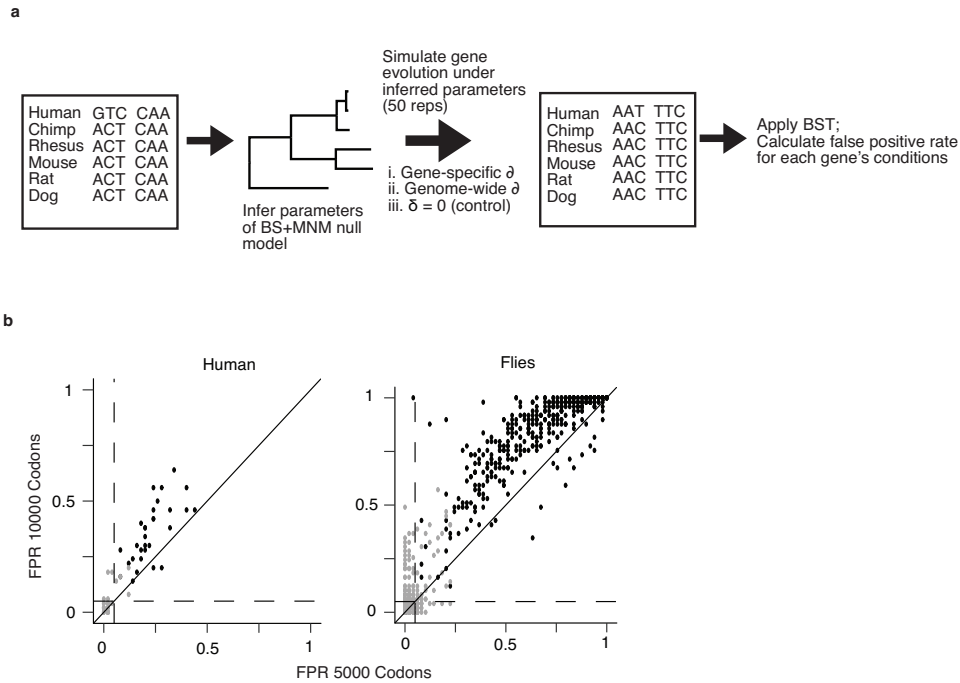 a
Human GTC CAA
Chimp ACT CAA
Rhesus ACT CAA
Mouse ACT CAA
Rat ACT CAA
Dog ACT CAA
Infer parameters
of BS+MNM null
model
Simulate gene
evolution under
inferred parameters
(50 reps)
i. Gene-specific ∂
ii. Genome-wide ∂
iii. δ = 0 (control)
Human AAT TTC
Chimp AAC TTC
Rhesus AAC TTC
Mouse AAC TTC
Rat AAC TTC
Dog AAC TTC
Apply BST;
Calculate false positive rate
for each gene's conditions
b
Human
FPR 10000 Codons
1
0.5
0
0 0.5 1
Flies
1
0.5
0
0 0.5 1
FPR 5000 Codons